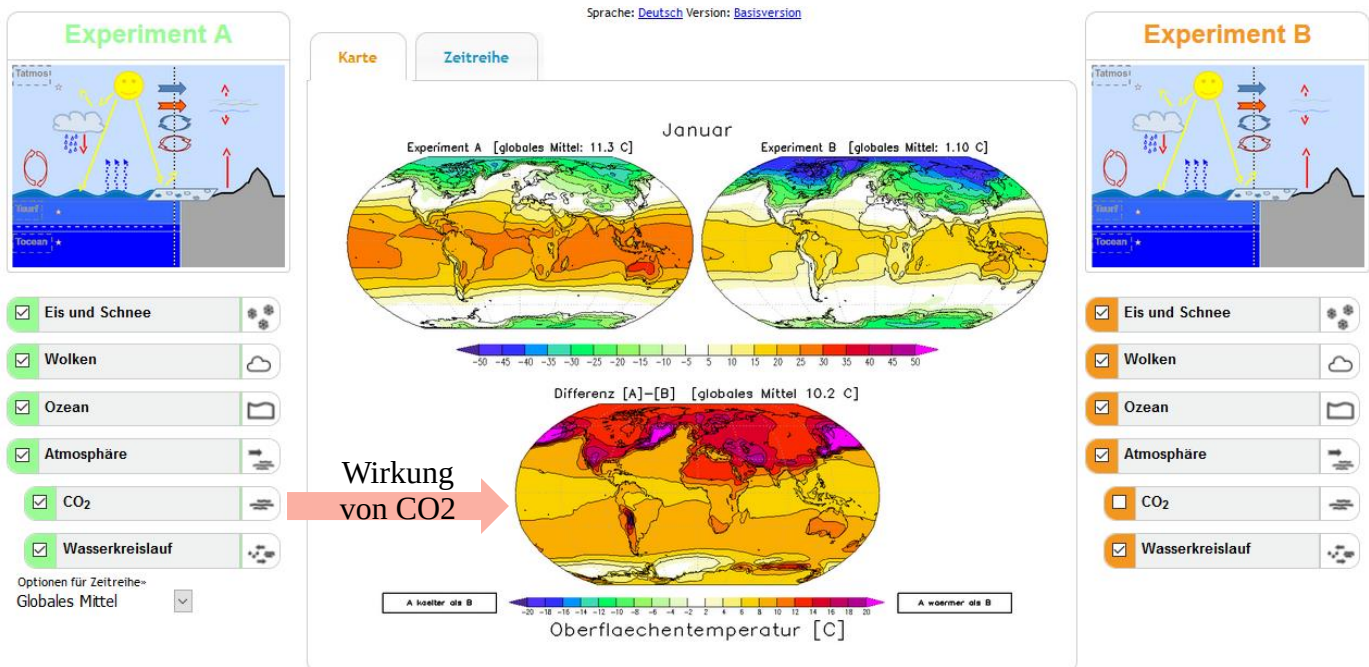 Sprache: Deutsch Version: Basisversion
Experiment A
Tatmos
Tsurf
Tocean
Eis und Schnee
Wolken
Ozean
Atmosphäre
CO2
Wasserkreislauf
Optionen für Zeitreihe»
Globales Mittel
Karte
Zeitreihe
Januar
Experiment A [globales Mittel: 11.3 C]
Experiment B [globales Mittel: 1.10 C]
-50 -45 -40 -35 -30 -25 -20 -15 -10 -5 5 10 15 20 25 30 35 40 45 50
Differenz [A]-[B] [globales Mittel 10.2 C]
Wirkung
von CO2
A kaelter als B
-20 -18 -16 -14 -12 -10 -8 -6 -4 -2 2 4 6 8 10 12 14 16 18 20
A waermer als B
Oberflaechentemperatur [C]
Experiment B
Tatmos
Tsurf
Tocean
Eis und Schnee
Wolken
Ozean
Atmosphäre
CO2
Wasserkreislauf